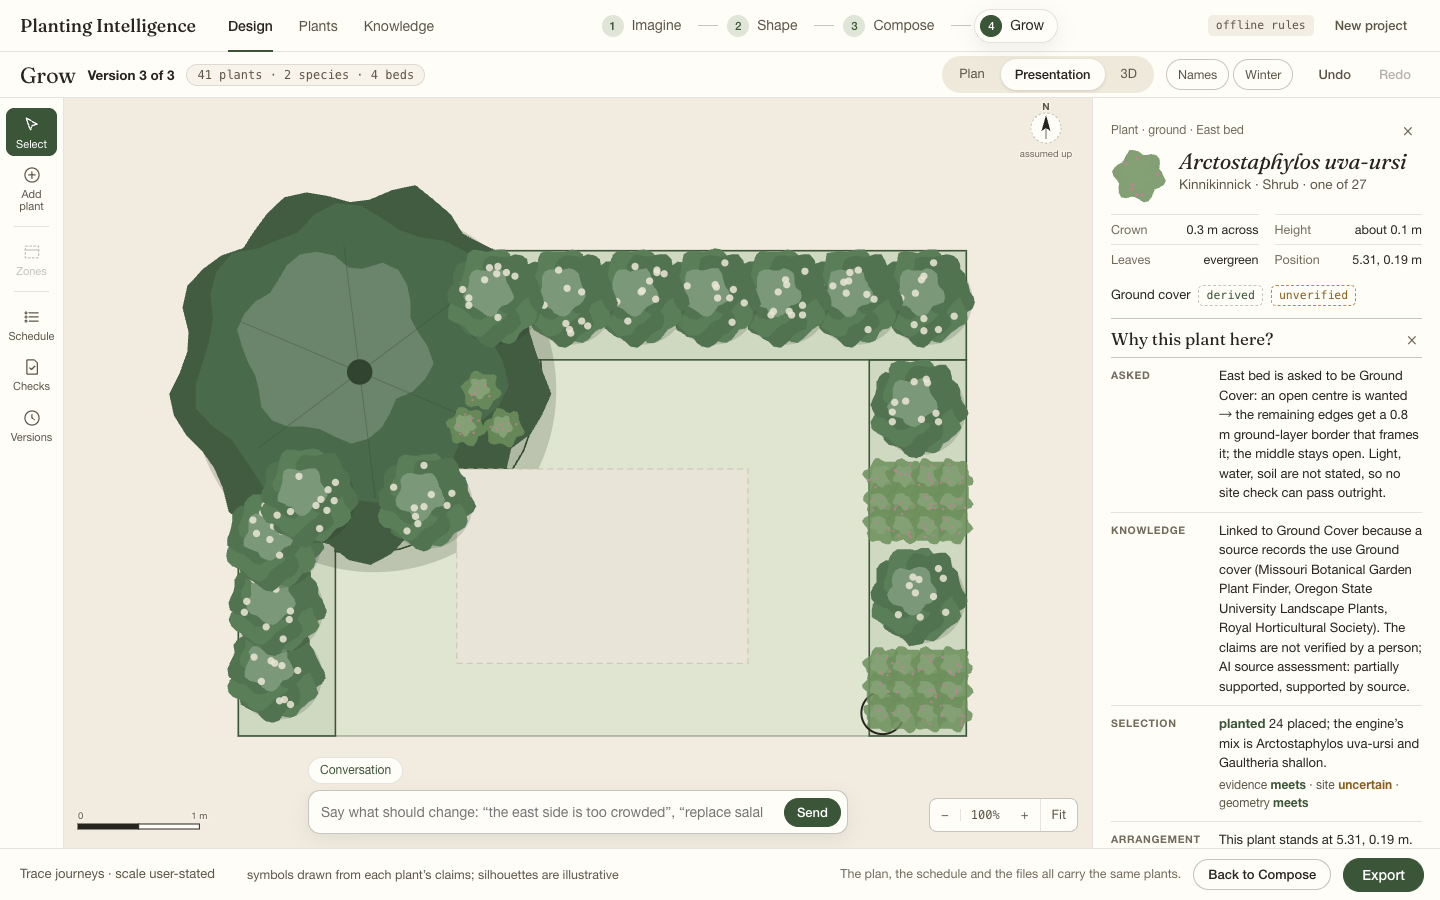 Planting Intelligence
Design
Plants
Knowledge
1 Imagine
2 Shape
3 Compose
4 Grow
offline rules
New project
Grow
Version 3 of 3
41 plants · 2 species · 4 beds
Plan
Presentation
3D
Names
Winter
Undo
Redo
Select
Add
plant
Zones
Schedule
Checks
Versions
N
assumed up
Plant · ground · East bed
×
Arctostaphylos uva-ursi
Kinnikinnick · Shrub · one of 27
Crown 0.3 m across
Height about 0.1 m
Leaves evergreen
Position 5.31, 0.19 m
Ground cover derived unverified
Why this plant here?
×
ASKED
East bed is asked to be Ground
Cover: an open centre is wanted
→ the remaining edges get a 0.8
m ground-layer border that frames
it; the middle stays open. Light,
water, soil are not stated, so no
site check can pass outright.
KNOWLEDGE
Linked to Ground Cover because a
source records the use Ground
cover (Missouri Botanical Garden
Plant Finder, Oregon State
University Landscape Plants,
Royal Horticultural Society). The
claims are not verified by a person;
AI source assessment: partially
supported, supported by source.
SELECTION
planted 24 placed; the engine's
mix is Arctostaphylos uva-ursi and
Gaultheria shallon.
evidence meets · site uncertain ·
geometry meets
ARRANGEMENT
This plant stands at 5.31, 0.19 m.
Conversation
Say what should change: “the east side is too crowded”, “replace salal
Send
0 1 m
− 100% + Fit
Trace journeys · scale user-stated
symbols drawn from each plant's claims; silhouettes are illustrative
The plan, the schedule and the files all carry the same plants.
Back to Compose
Export